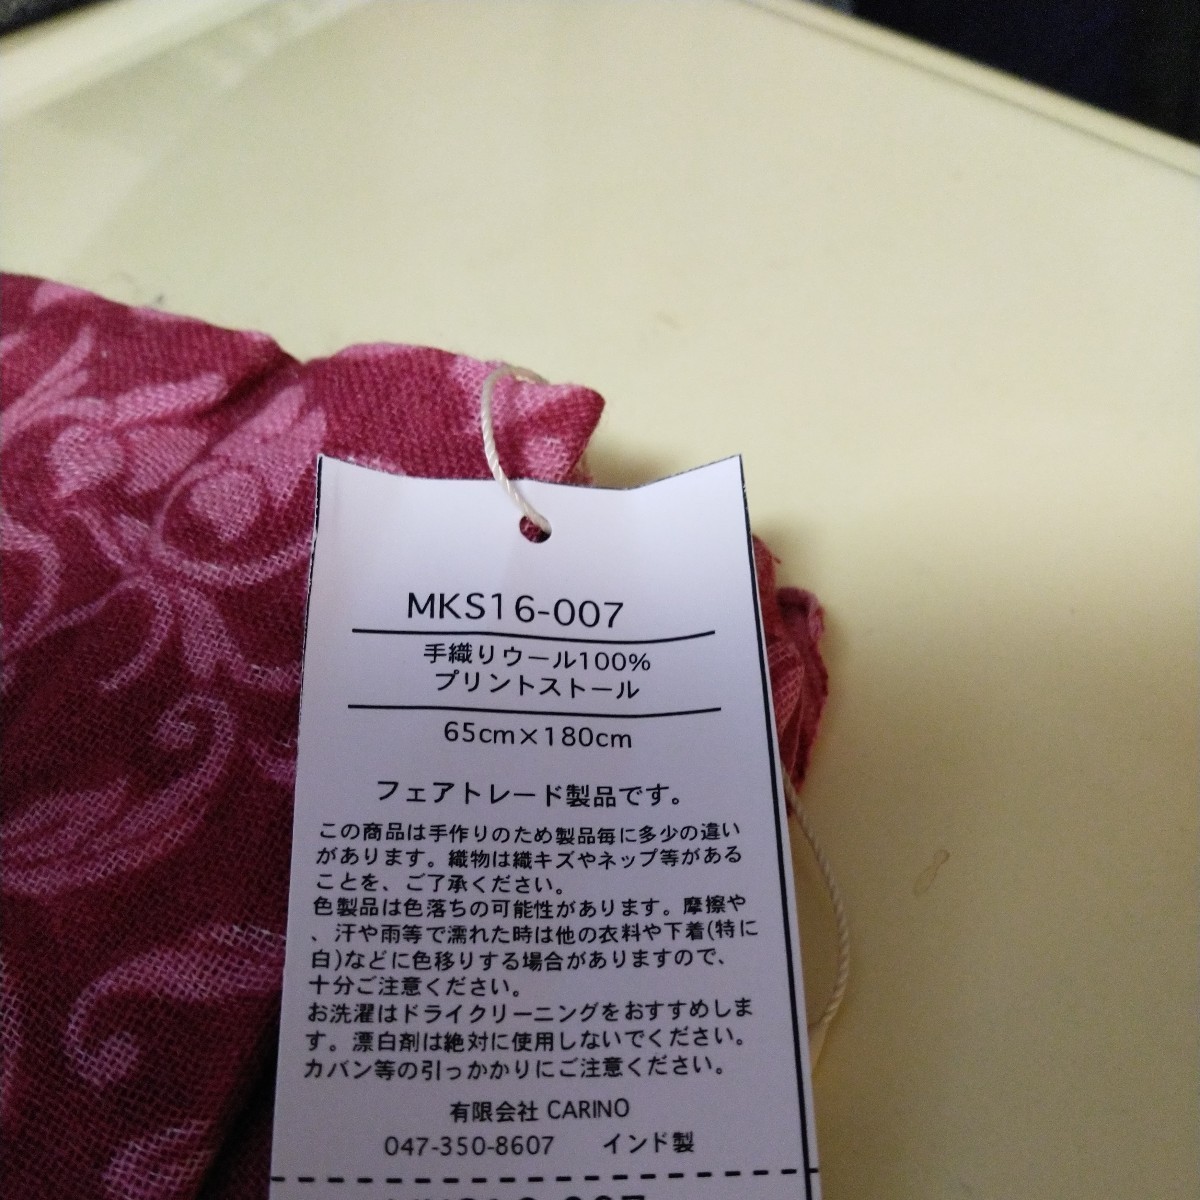 MKS16-007
手織りウール100%
プリントストール
65cm×180cm
フェアトレード製品です。
この商品は手作りのため製品毎に多少の違い
があります。織物は織キズやネップ等がある
ことを、ご了承ください。
色製品は色落ちの可能性があります。摩擦や
、汗や雨等で濡れた時は他の衣料や下着(特に
白)などに色移りする場合がありますので、
十分ご注意ください。
お洗濯はドライクリーニングをおすすめしま
す。漂白剤は絶対に使用しないでください。
カバン等の引っかかりにご注意ください。
有限会社 CARINO
047-350-8607 インド製